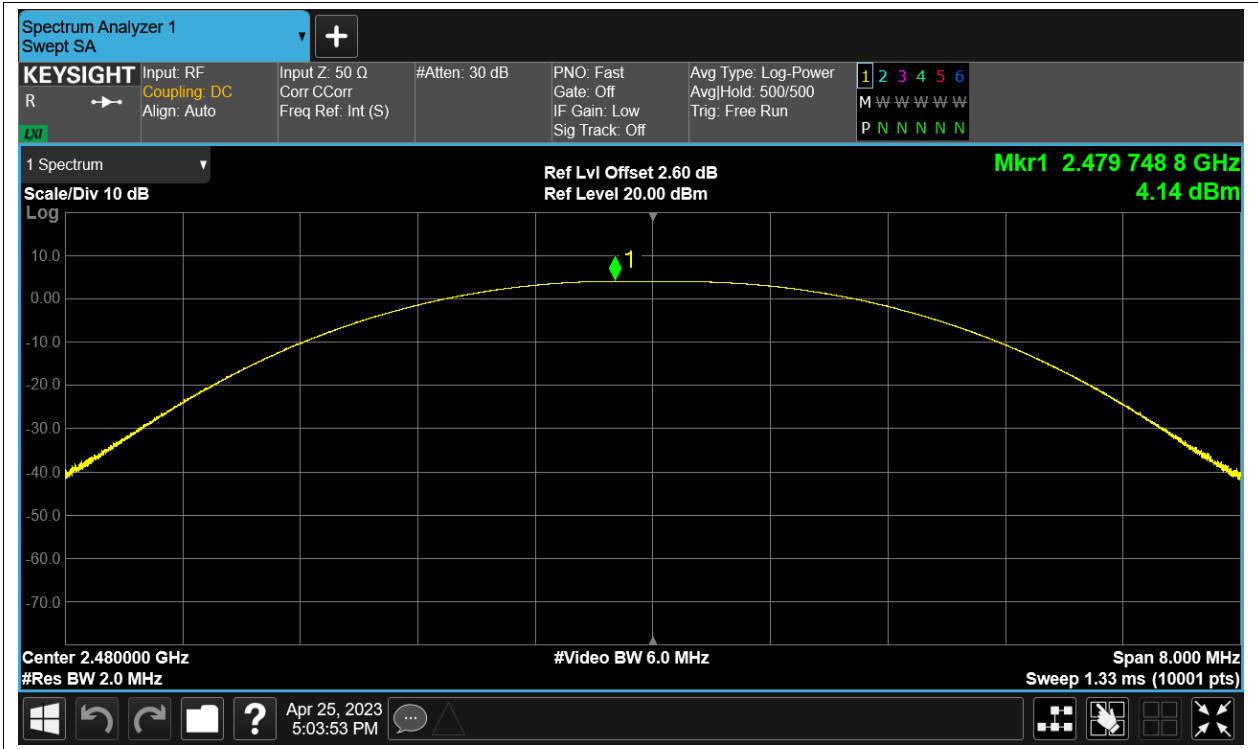 Spectrum Analyzer 1
Swept SA
KEYSIGHT
R
LXI
Input: RF
Coupling: DC
Align: Auto
Input Z: 50 Ω
Corr CCorr
Freq Ref: Int (S)
#Atten: 30 dB
PNO: Fast
Gate: Off
IF Gain: Low
Sig Track: Off
Avg Type: Log-Power
Avg|Hold: 500/500
Trig: Free Run
1 2 3 4 5 6
M W W W W W
P N N N N N
1 Spectrum
Scale/Div 10 dB
Log
Ref Lvl Offset 2.60 dB
Ref Level 20.00 dBm
Mkr1 2.479 748 8 GHz
4.14 dBm
1
10.0
0.00
-10.0
-20.0
-30.0
-40.0
-50.0
-60.0
-70.0
Center 2.480000 GHz
#Res BW 2.0 MHz
#Video BW 6.0 MHz
Span 8.000 MHz
Sweep 1.33 ms (10001 pts)
?
Apr 25, 2023
5:03:53 PM